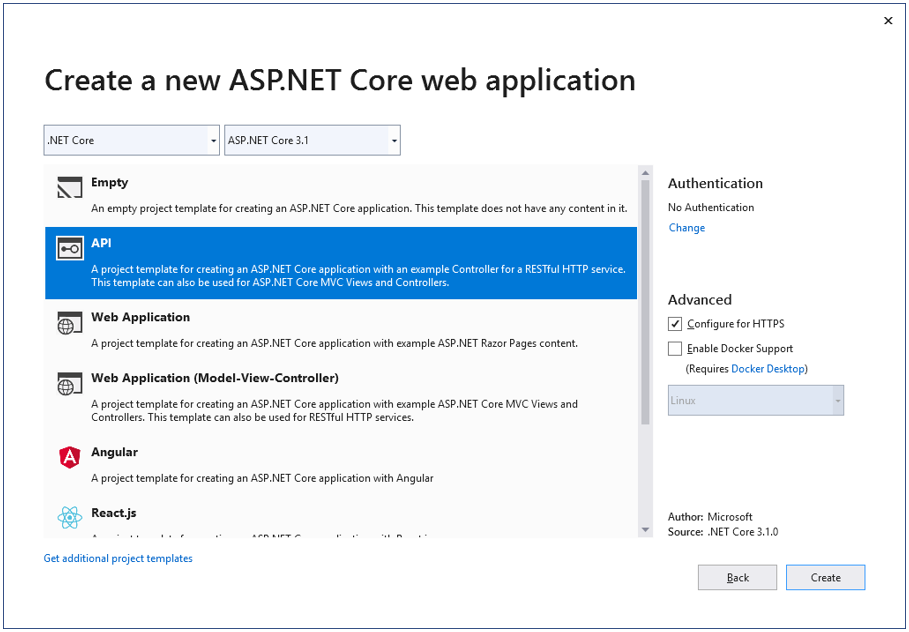 Create a new ASP.NET Core web application
.NET Core
ASP.NET Core 3.1
Empty
An empty project template for creating an ASP.NET Core application. This template does not have any content in it.
API
A project template for creating an ASP.NET Core application with an example Controller for a RESTful HTTP service.
This template can also be used for ASP.NET Core MVC Views and Controllers.
Web Application
A project template for creating an ASP.NET Core application with example ASP.NET Razor Pages content.
Web Application (Model-View-Controller)
A project template for creating an ASP.NET Core application with example ASP.NET Core MVC Views and
Controllers. This template can also be used for RESTful HTTP services.
Angular
A project template for creating an ASP.NET Core application with Angular
React.js
Get additional project templates
Authentication
No Authentication
Change
Advanced
Configure for HTTPS
Enable Docker Support
(Requires Docker Desktop)
Linux
Author: Microsoft
Source: .NET Core 3.1.0
Back
Create